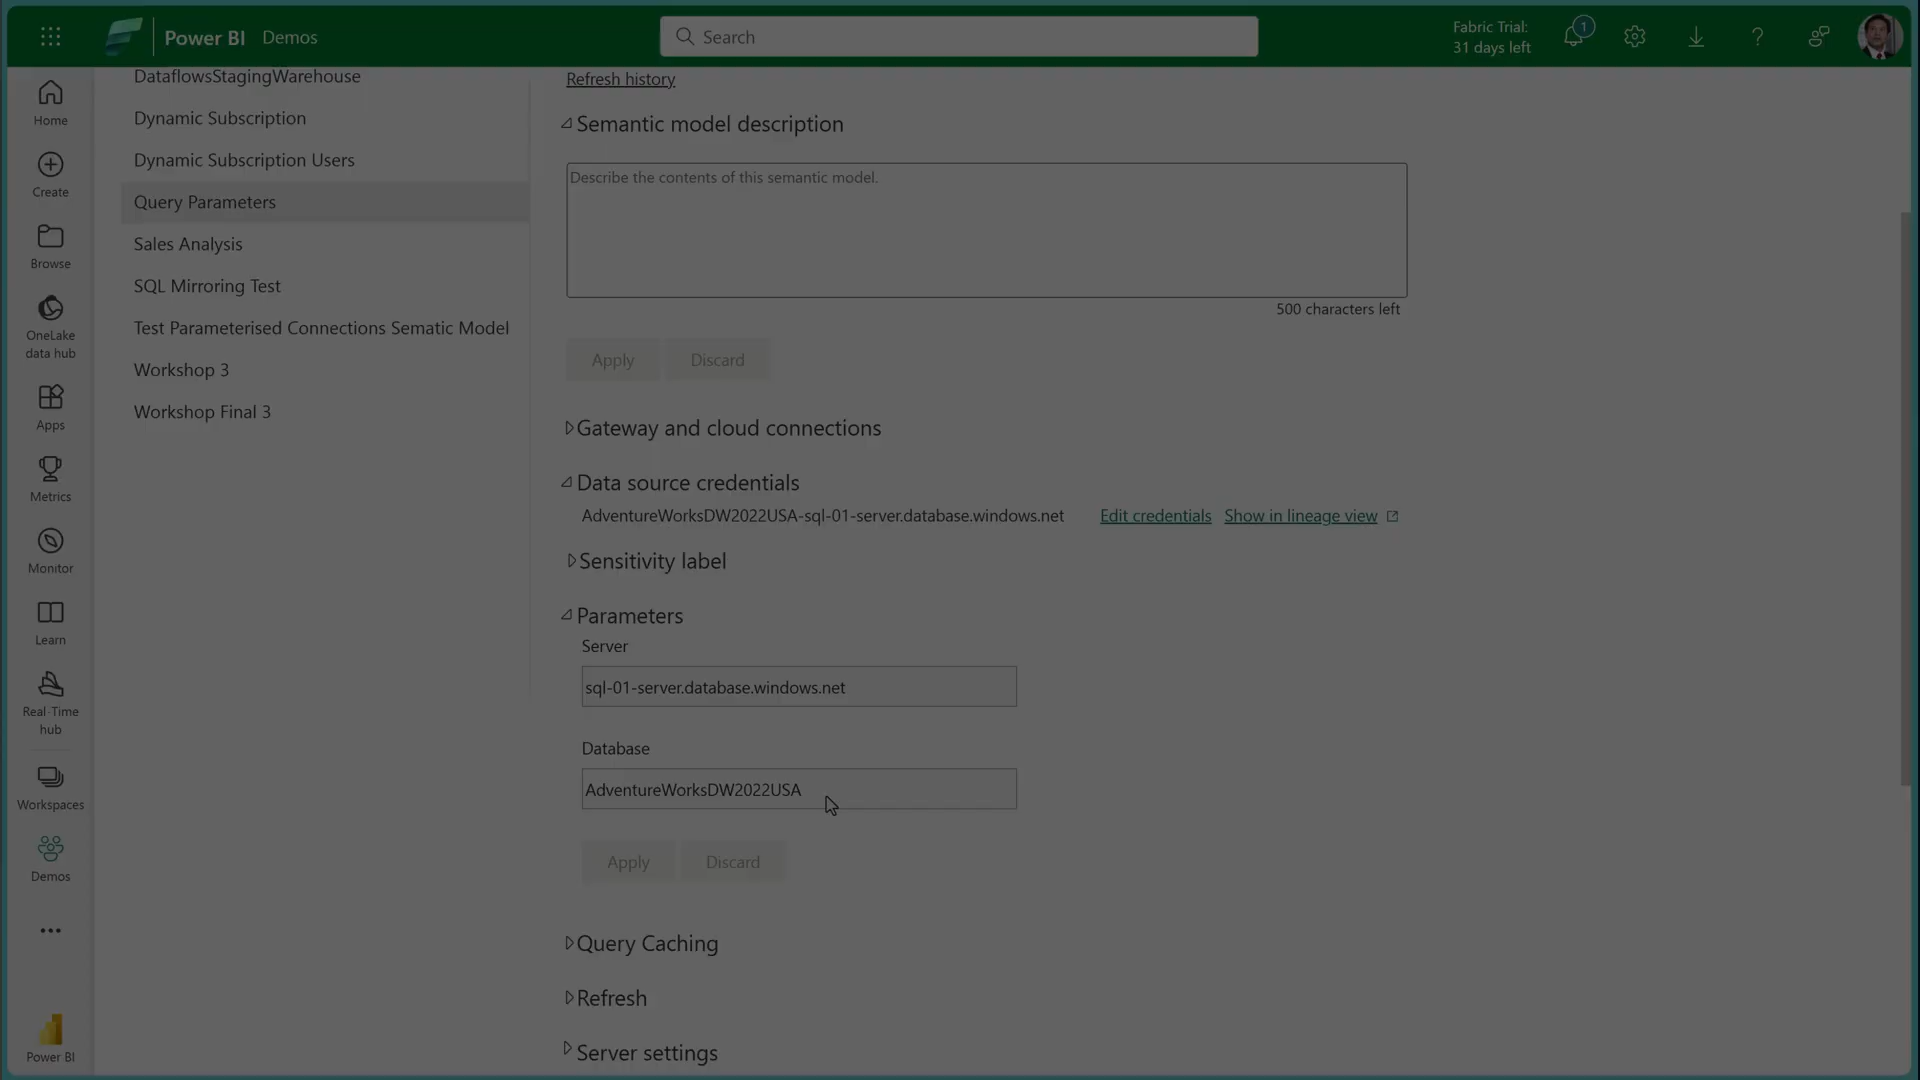 Power BI Demos
Search
Fabric Trial:
31 days left
1
?
Home
Create
Browse
OneLake
data hub
Apps
Metrics
Monitor
Learn
Real-Time
hub
Workspaces
Demos
Power BI
DataflowsStagingWarehouse
Dynamic Subscription
Dynamic Subscription Users
Query Parameters
Sales Analysis
SQL Mirroring Test
Test Parameterised Connections Sematic Model
Workshop 3
Workshop Final 3
Refresh history
Semantic model description
Describe the contents of this semantic model.
500 characters left
Apply Discard
Gateway and cloud connections
Data source credentials
AdventureWorksDW2022USA-sql-01-server.database.windows.net Edit credentials Show in lineage view
Sensitivity label
Parameters
Server
sql-01-server.database.windows.net
Database
AdventureWorksDW2022USA
Apply Discard
Query Caching
Refresh
Server settings